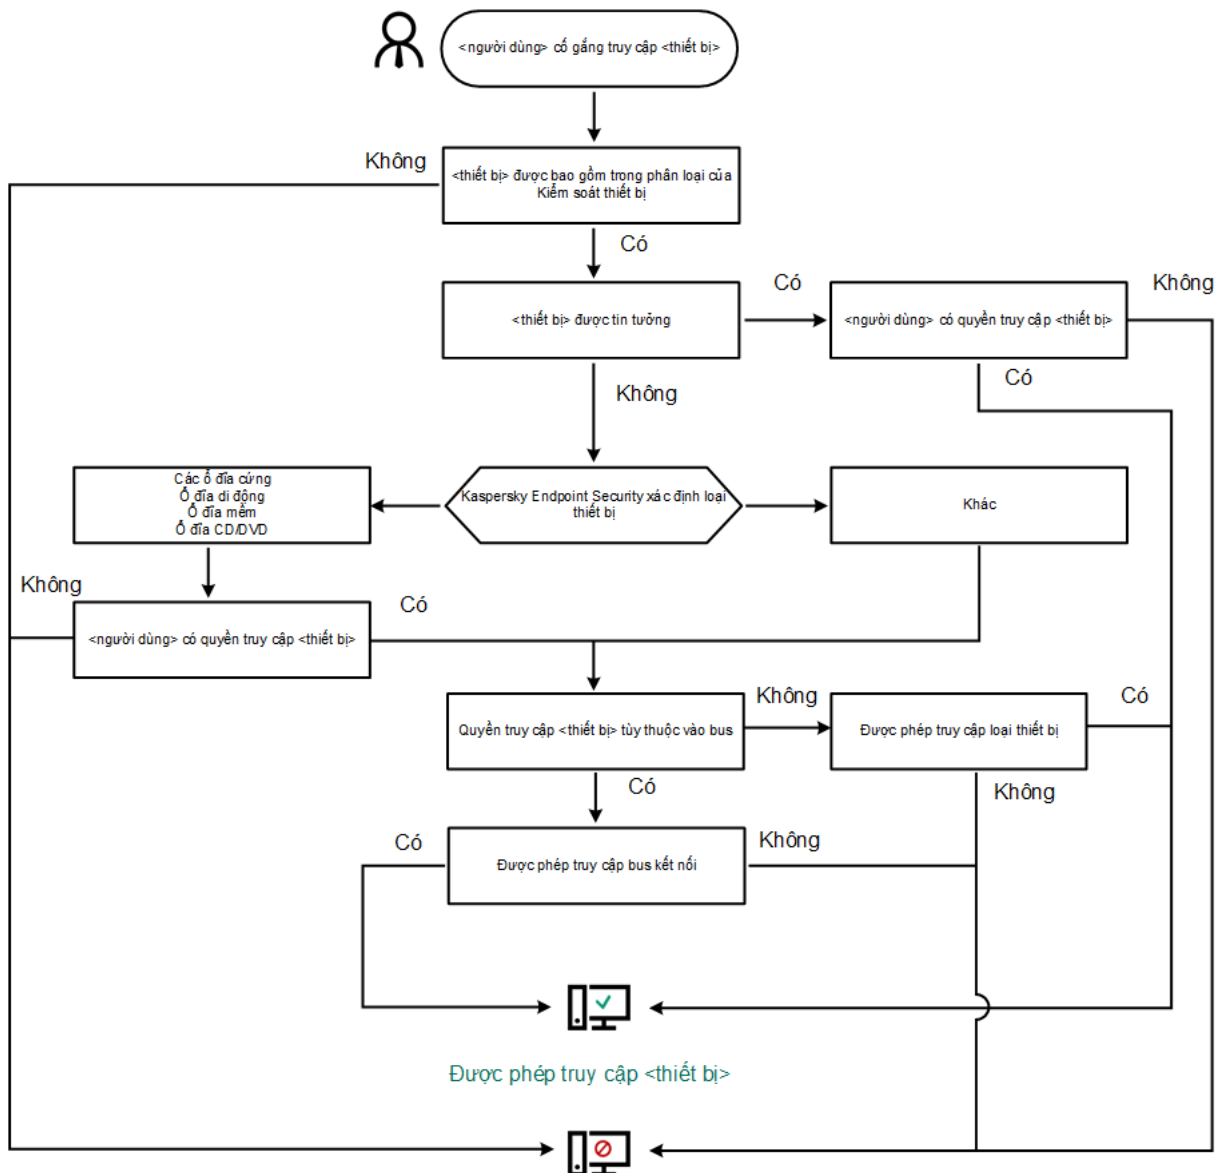 <người dùng> cố gắng truy cập <thiết bị>
Không
<thiết bị> được bao gồm trong phân loại của
Kiểm soát thiết bị
Có
<thiết bị> được tin tưởng
Có
<người dùng> có quyền truy cập <thiết bị>
Không
Không
Có
Các ổ đĩa cứng
Ổ đĩa di động
Ổ đĩa mềm
Ổ đĩa CD/DVD
Kaspersky Endpoint Security xác định loại
thiết bị
Khác
Không
<người dùng> có quyền truy cập <thiết bị>
Có
Quyền truy cập <thiết bị> tùy thuộc vào bus
Không
Được phép truy cập loại thiết bị
Có
Có
Không
Có
Được phép truy cập bus kết nối
Không
Được phép truy cập <thiết bị>